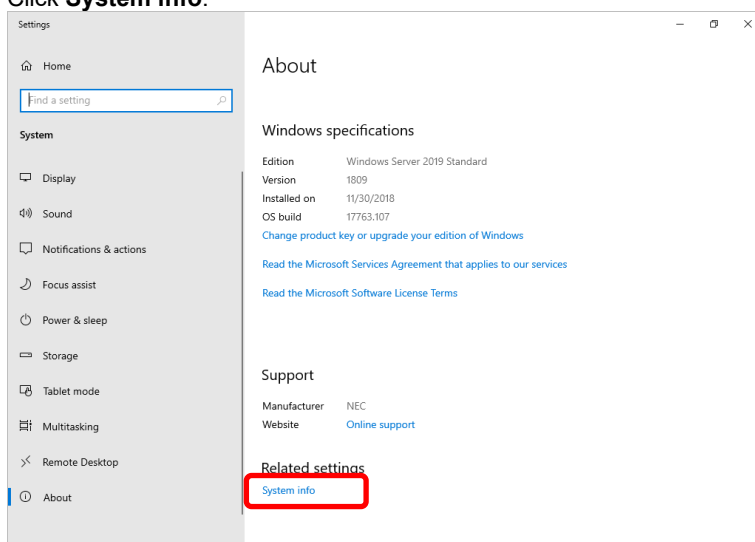 Click System info.
Settings
Home
About
Find a setting
System
Windows specifications
Edition Windows Server 2019 Standard
Display
Version 1809
Installed on 11/30/2018
Sound
OS build 17763.107
Change product key or upgrade your edition of Windows
Notifications & actions
Read the Microsoft Services Agreement that applies to our services
Focus assist
Read the Microsoft Software License Terms
Power & sleep
Storage
Support
Tablet mode
Manufacturer NEC
Website Online support
Multitasking
Remote Desktop
Related settings
System info
About